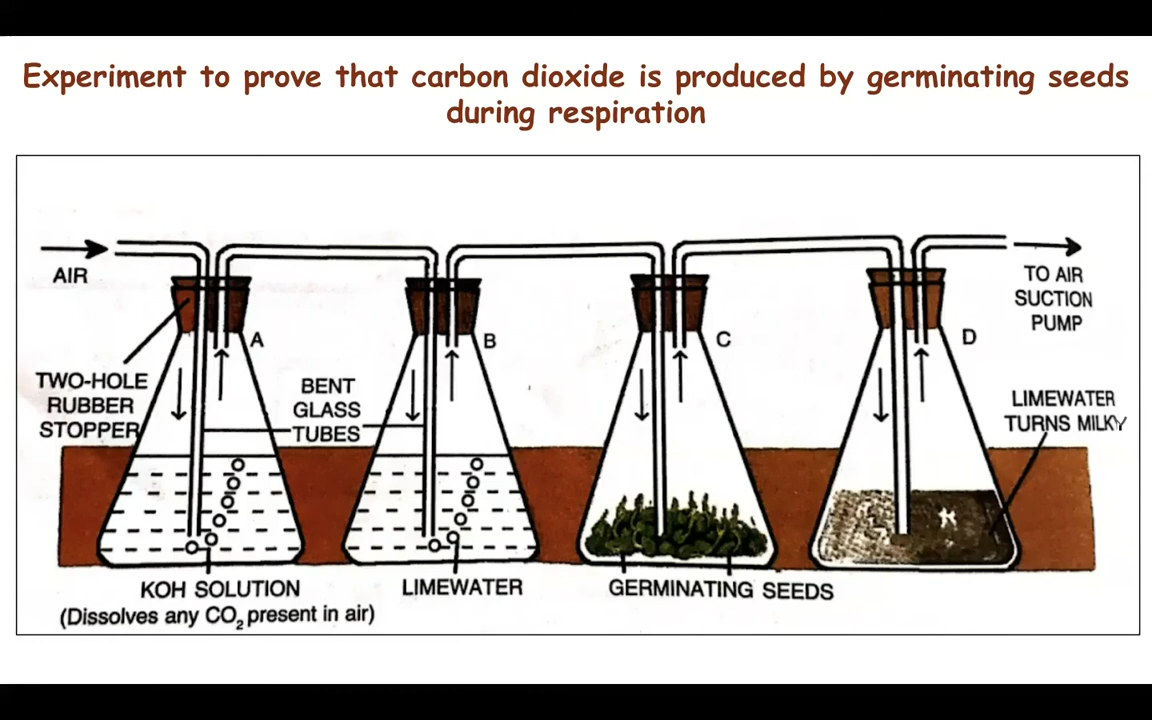 Experiment to prove that carbon dioxide is produced by germinating seeds
during respiration
AIR
TO AIR
SUCTION
PUMP
A
B
C
D
TWO-HOLE
RUBBER
STOPPER
BENT
GLASS
TUBES
LIMEWATER
TURNS MILKY
KOH SOLUTION
(Dissolves any CO₂ present in air)
LIMEWATER
GERMINATING SEEDS